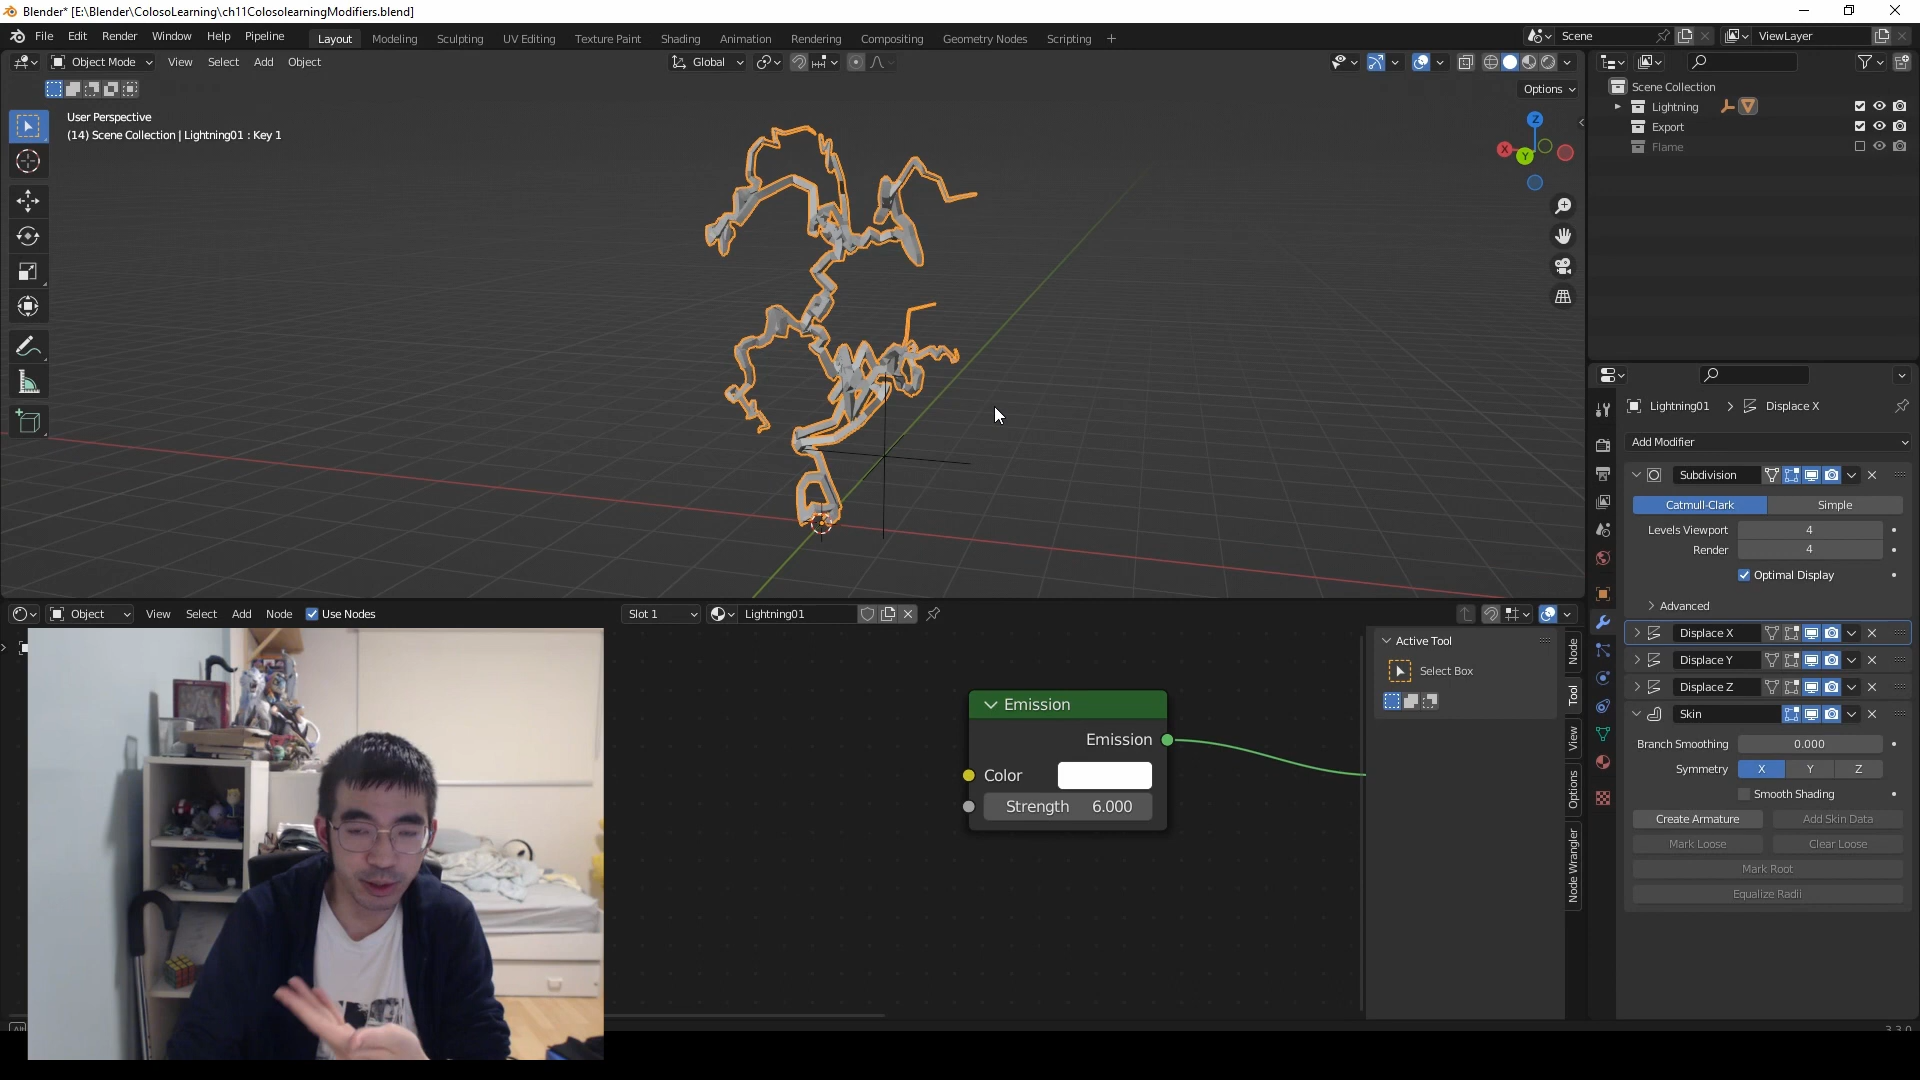 Blender* [E:\Blender\ColosoLearning\ch11ColosolearningModifiers.blend]
File Edit Render Window Help Pipeline Layout Modeling Sculpting UV Editing Texture Paint Shading Animation Rendering Compositing Geometry Nodes Scripting + Scene ViewLayer
Object Mode View Select Add Object Global
Options
User Perspective
(14) Scene Collection | Lightning01 : Key 1
Z
X
Y
Scene Collection
Lightning
Export
Flame
Lightning01 > Displace X
Add Modifier
Subdivision
Catmull-Clark Simple
Levels Viewport 4
Render 4
Optimal Display
Advanced
Displace X
Displace Y
Displace Z
Skin
Branch Smoothing 0.000
Symmetry X Y Z
Smooth Shading
Create Armature Add Skin Data
Mark Loose Clear Loose
Mark Root
Equalize Radii
Object View Select Add Node Use Nodes Slot 1 Lightning01
Active Tool
Select Box
Node
Tool
View
Options
Node Wrangler
Emission
Emission
Color
Strength 6.000
3.3.0